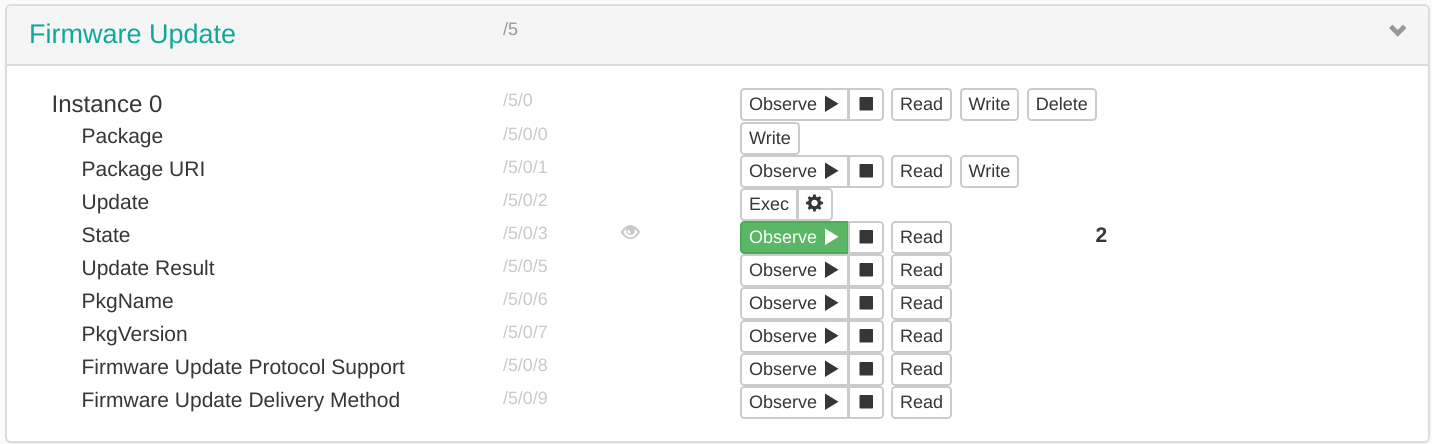 Firmware Update /5
Instance 0 /5/0 Observe Read Write Delete
Package /5/0/0 Write
Package URI /5/0/1 Observe Read Write
Update /5/0/2 Exec
State /5/0/3 Observe Read 2
Update Result /5/0/5 Observe Read
PkgName /5/0/6 Observe Read
PkgVersion /5/0/7 Observe Read
Firmware Update Protocol Support /5/0/8 Observe Read
Firmware Update Delivery Method /5/0/9 Observe Read